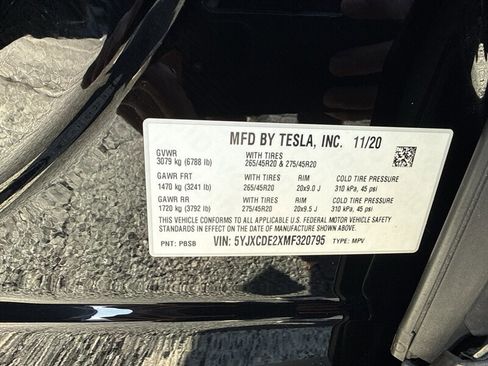 MFD BY TESLA, INC. 11/20
GVWR WITH TIRES
3079 kg (6788 lb) 265/45R20 & 275/45R20
GAWR FRT WITH TIRES RIM COLD TIRE PRESSURE
1470 kg (3241 lb) 265/45R20 20x9.0 J 310 kPa, 45 psi
GAWR RR WITH TIRES RIM COLD TIRE PRESSURE
1720 kg (3792 lb) 275/45R20 20x9.5 J 310 kPa, 45 psi
THIS VEHICLE CONFORMS TO ALL APPLICABLE U.S. FEDERAL MOTOR VEHICLE SAFETY
STANDARDS IN EFFECT ON THE DATE OF MANUFACTURE SHOWN ABOVE.
PNT: PBSB VIN: 5YJXCDE2XMF320795 TYPE: MPV